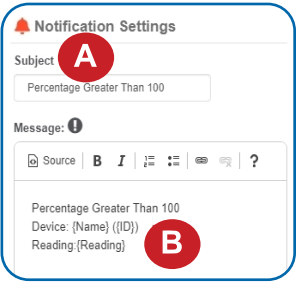 Notification Settings
Subject
A
Percentage Greater Than 100
Message:
Source B I ?
Percentage Greater Than 100
Device: {Name} ({ID})
Reading:{Reading}
B